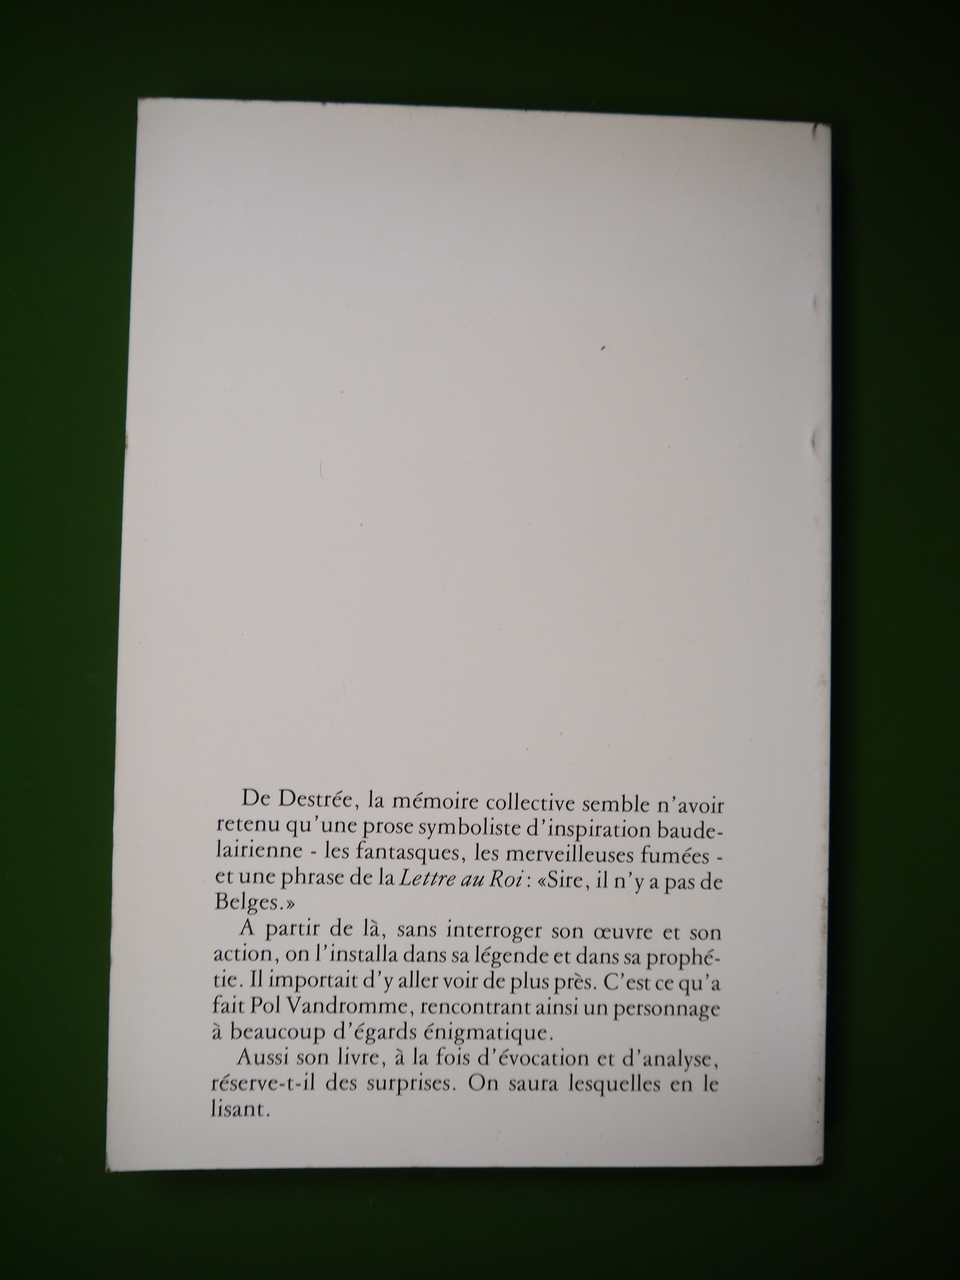 De Destrée, la mémoire collective semble n'avoir
retenu qu'une prose symboliste d'inspiration baude-
lairienne - les fantasques, les merveilleuses fumées -
et une phrase de la Lettre au Roi : «Sire, il n'y a pas de
Belges.»
A partir de là, sans interroger son œuvre et son
action, on l'installa dans sa légende et dans sa prophé-
tie. Il importait d'y aller voir de plus près. C'est ce qu'a
fait Pol Vandromme, rencontrant ainsi un personnage
à beaucoup d'égards énigmatique.
Aussi son livre, à la fois d'évocation et d'analyse,
réserve-t-il des surprises. On saura lesquelles en le
lisant.